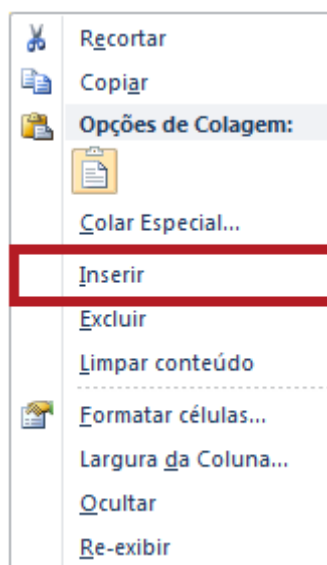 Recortar
Copiar
Opções de Colagem:
Colar Especial...
Inserir
Excluir
Limpar conteúdo
Formatar células...
Largura da Coluna...
Ocultar
Re-exibir